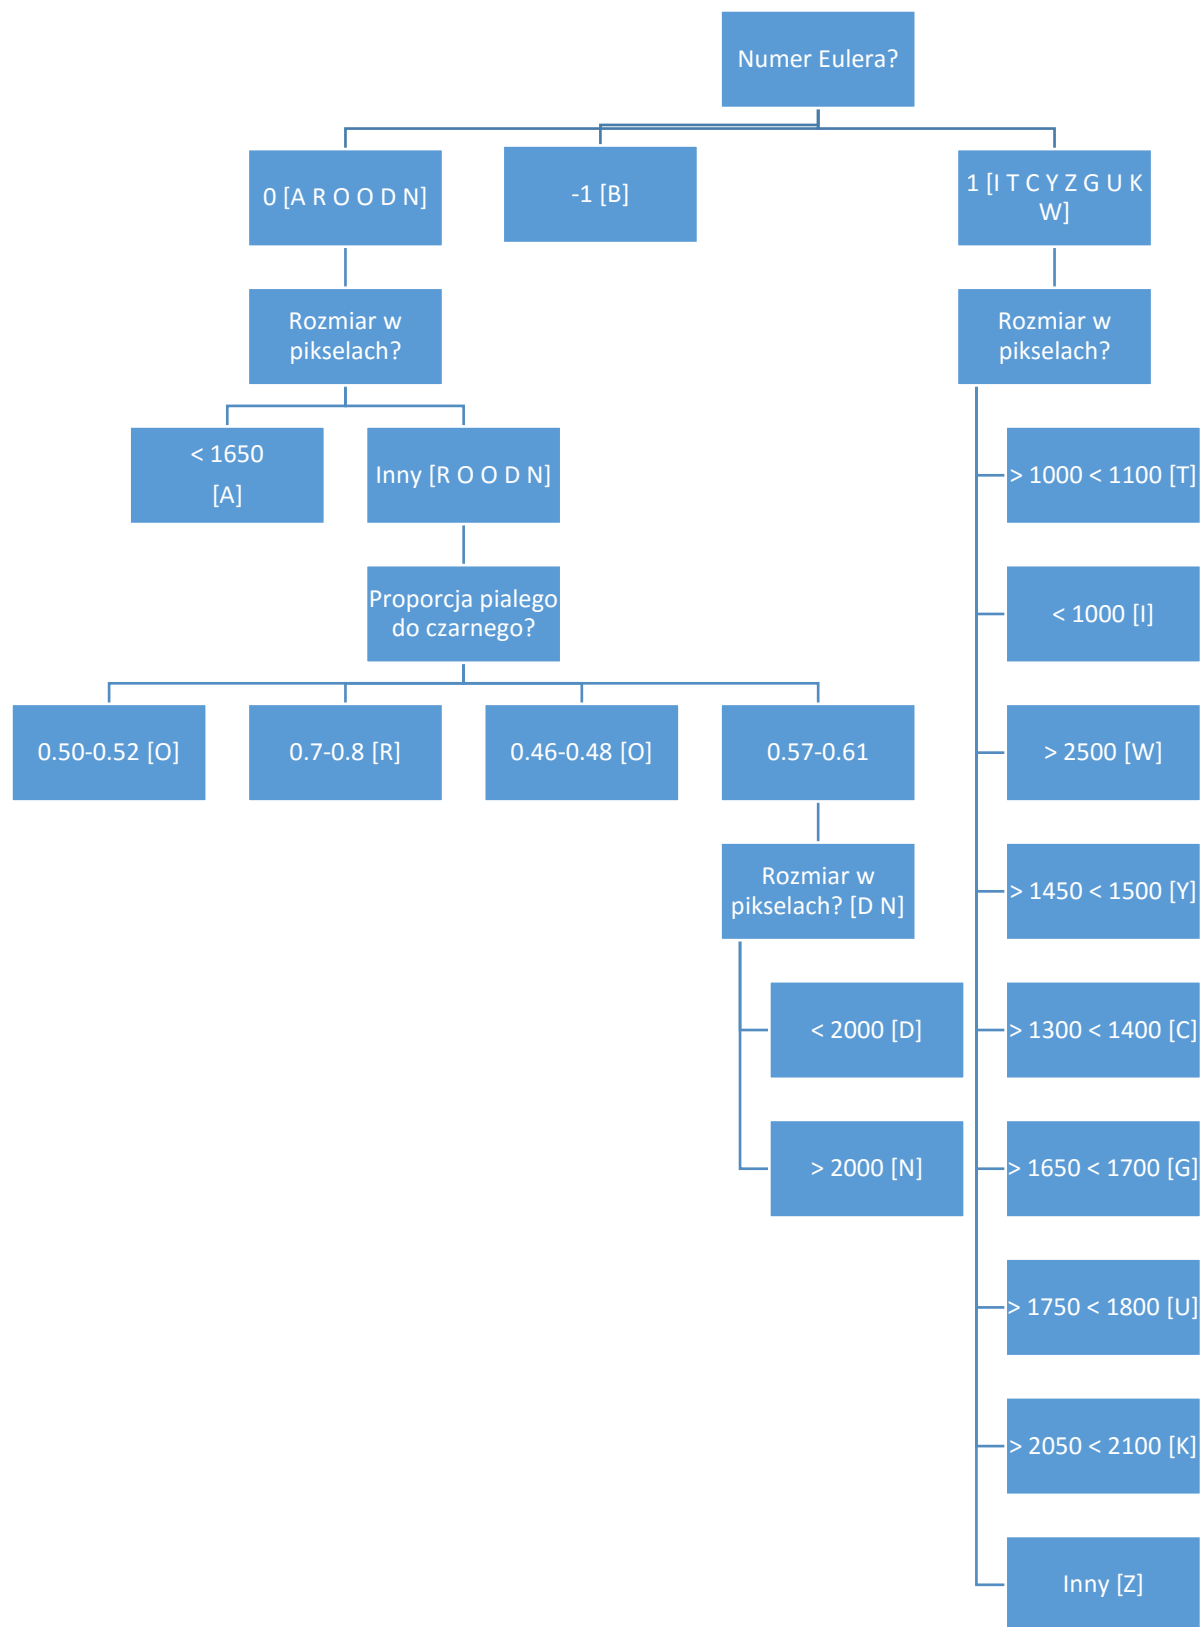 Numer Eulera?
0 [A R O O D N]
-1 [B]
1 [I T C Y Z G U K
W]
Rozmiar w
pikselach?
Rozmiar w
pikselach?
< 1650
[A]
Inny [R O O D N]
> 1000 < 1100 [T]
Proporcja pialego
do czarnego?
< 1000 [I]
0.50-0.52 [O]
0.7-0.8 [R]
0.46-0.48 [O]
0.57-0.61
> 2500 [W]
Rozmiar w
pikselach? [D N]
> 1450 < 1500 [Y]
< 2000 [D]
> 1300 < 1400 [C]
> 2000 [N]
> 1650 < 1700 [G]
> 1750 < 1800 [U]
> 2050 < 2100 [K]
Inny [Z]